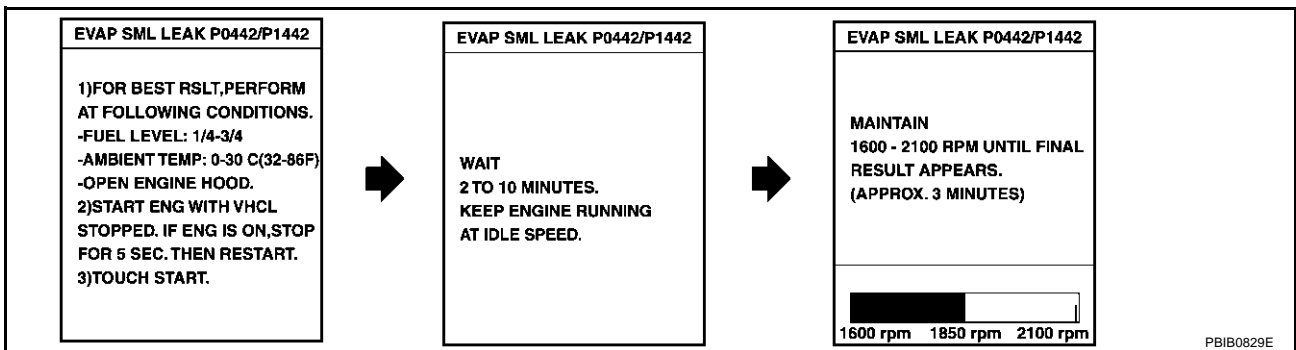 EVAP SML LEAK P0442/P1442
1)FOR BEST RSLT,PERFORM
AT FOLLOWING CONDITIONS.
-FUEL LEVEL: 1/4-3/4
-AMBIENT TEMP: 0-30 C(32-86F)
-OPEN ENGINE HOOD.
2)START ENG WITH VHCL
STOPPED. IF ENG IS ON,STOP
FOR 5 SEC. THEN RESTART.
3)TOUCH START.
EVAP SML LEAK P0442/P1442
WAIT
2 TO 10 MINUTES.
KEEP ENGINE RUNNING
AT IDLE SPEED.
EVAP SML LEAK P0442/P1442
MAINTAIN
1600 - 2100 RPM UNTIL FINAL
RESULT APPEARS.
(APPROX. 3 MINUTES)
1600 rpm 1850 rpm 2100 rpm
PBIB0829E